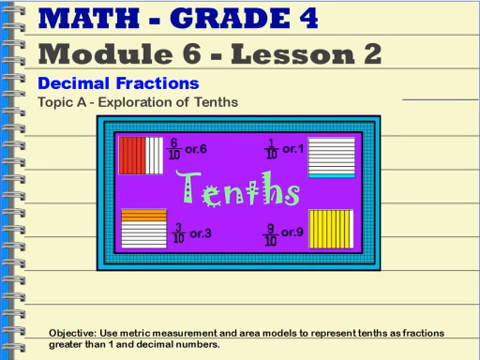 MATH - GRADE 4
Module 6 - Lesson 2
Decimal Fractions
Topic A - Exploration of Tenths
6/10 or.6
1/10 or.1
Tenths
3/10 or.3
9/10 or.9
Objective: Use metric measurement and area models to represent tenths as fractions
greater than 1 and decimal numbers.